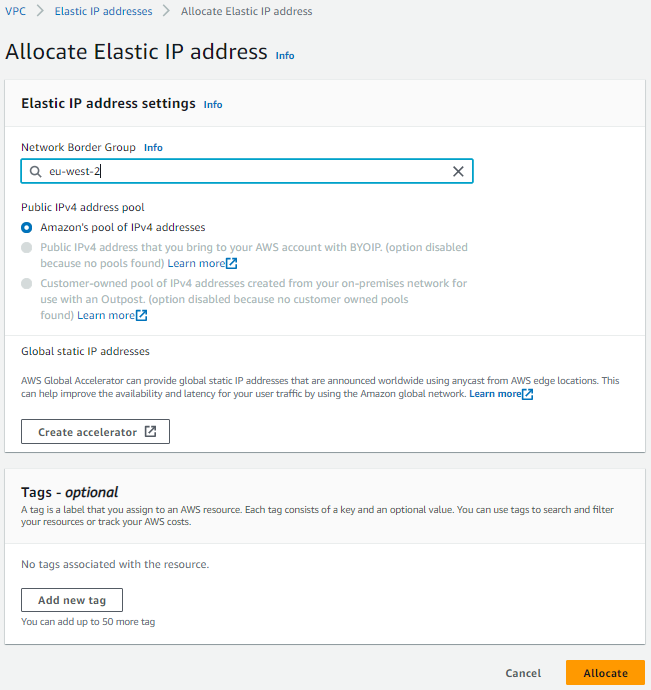 VPC > Elastic IP addresses > Allocate Elastic IP address
Allocate Elastic IP address Info
Elastic IP address settings Info
Network Border Group Info
eu-west-2
Public IPv4 address pool
Amazon's pool of IPv4 addresses
Public IPv4 address that you bring to your AWS account with BYOIP. (option disabled
because no pools found) Learn more
Customer-owned pool of IPv4 addresses created from your on-premises network for
use with an Outpost. (option disabled because no customer owned pools
found) Learn more
Global static IP addresses
AWS Global Accelerator can provide global static IP addresses that are announced worldwide using anycast from AWS edge locations. This
can help improve the availability and latency for your user traffic by using the Amazon global network. Learn more
Create accelerator
Tags - optional
A tag is a label that you assign to an AWS resource. Each tag consists of a key and an optional value. You can use tags to search and filter
your resources or track your AWS costs.
No tags associated with the resource.
Add new tag
You can add up to 50 more tag
Cancel Allocate